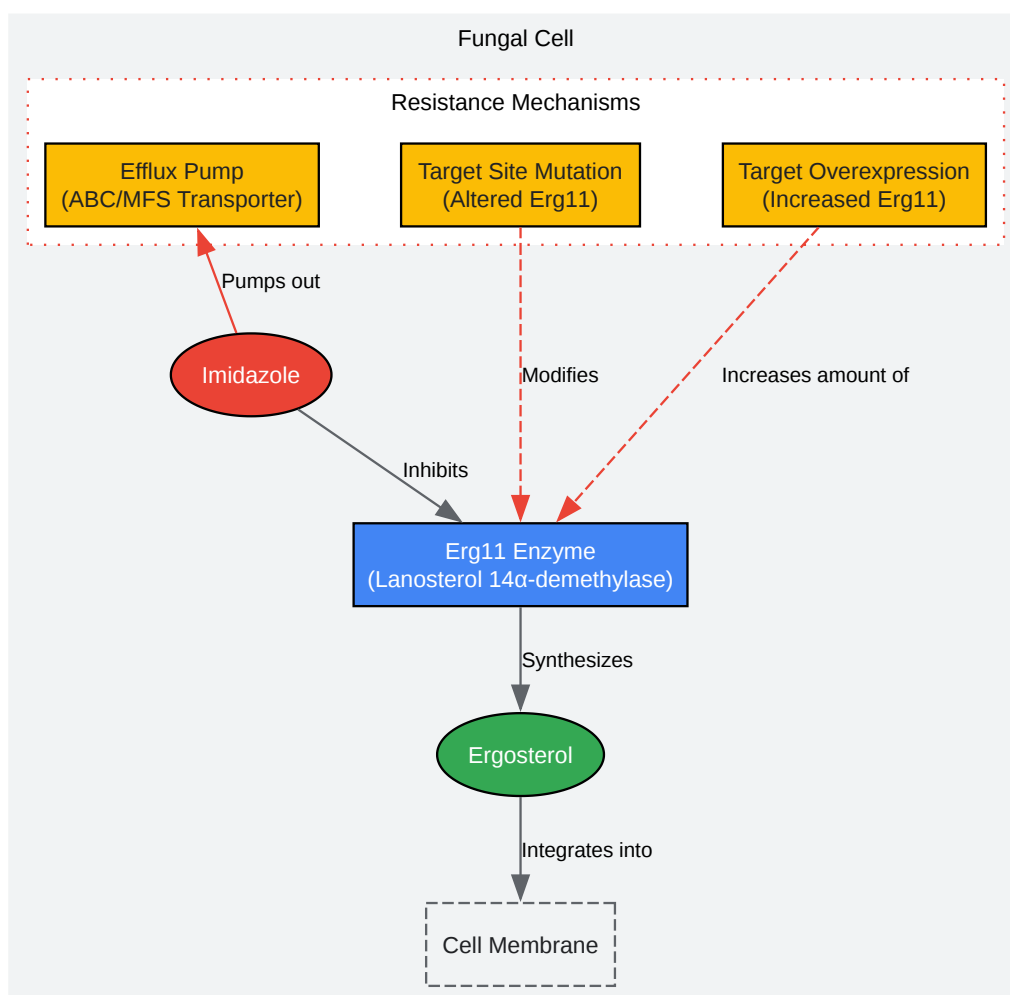 Fungal Cell
Resistance Mechanisms
Efflux Pump
(ABC/MFS Transporter)
Target Site Mutation
(Altered Erg11)
Target Overexpression
(Increased Erg11)
Pumps out
Imidazole
Modifies
Increases amount of
Inhibits
Erg11 Enzyme
(Lanosterol 14α-demethylase)
Synthesizes
Ergosterol
Integrates into
Cell Membrane